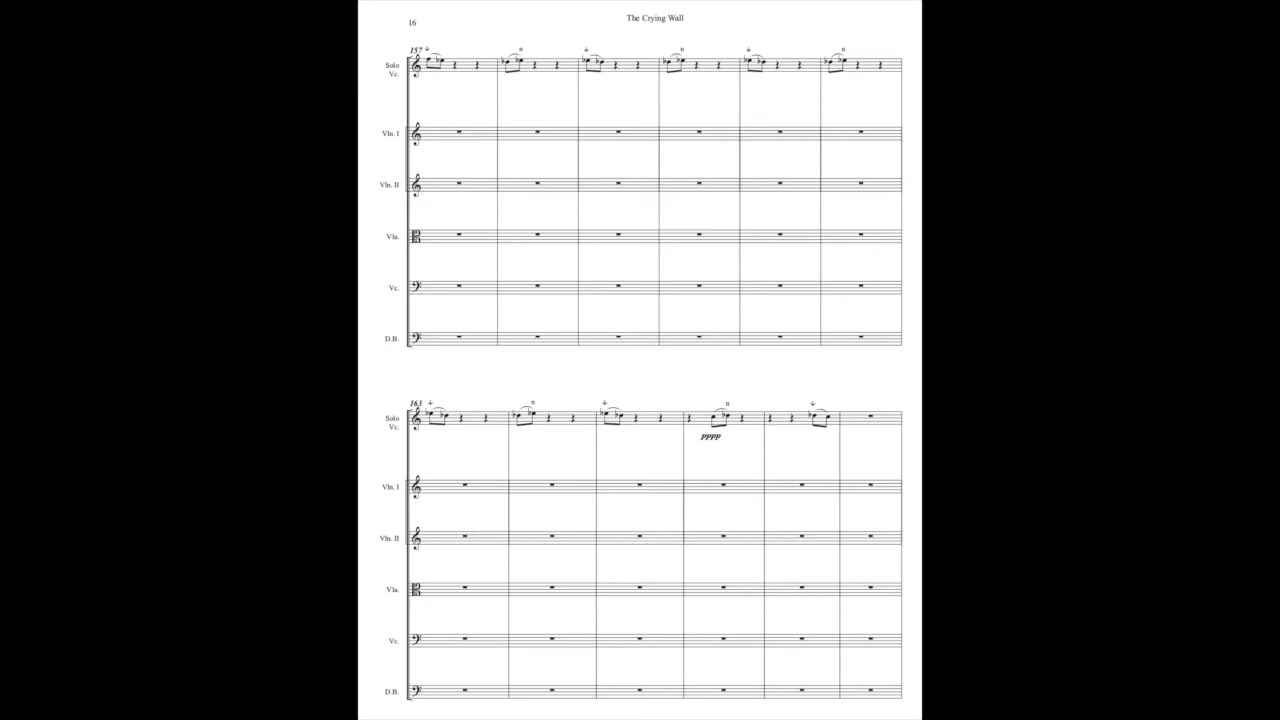 The Crying Wall
16
157
n n n
Solo
Vc.
Vln. I
Vln. II
Vla.
Vc.
D.B.
163
n n
Solo
Vc.
pppp
Vln. I
Vln. II
Vla.
Vc.
D.B.